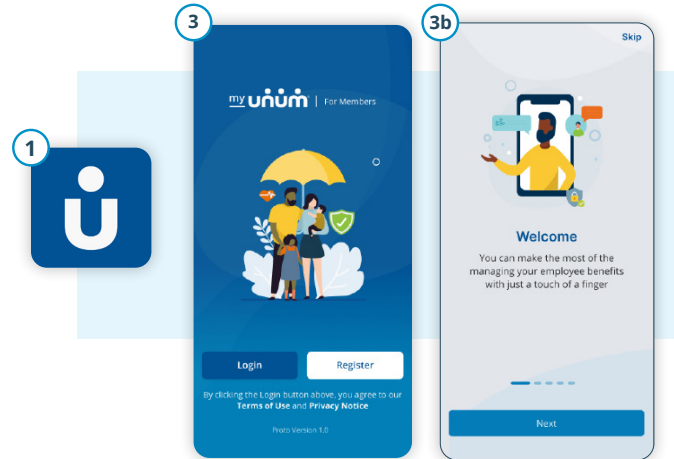 1
3
my unum | For Members
Login
Register
By clicking the Login button above, you agree to our
Terms of Use and Privacy Notice
Proto Version 1.0
3b
Skip
Welcome
You can make the most of the
managing your employee benefits
with just a touch of a finger
Next